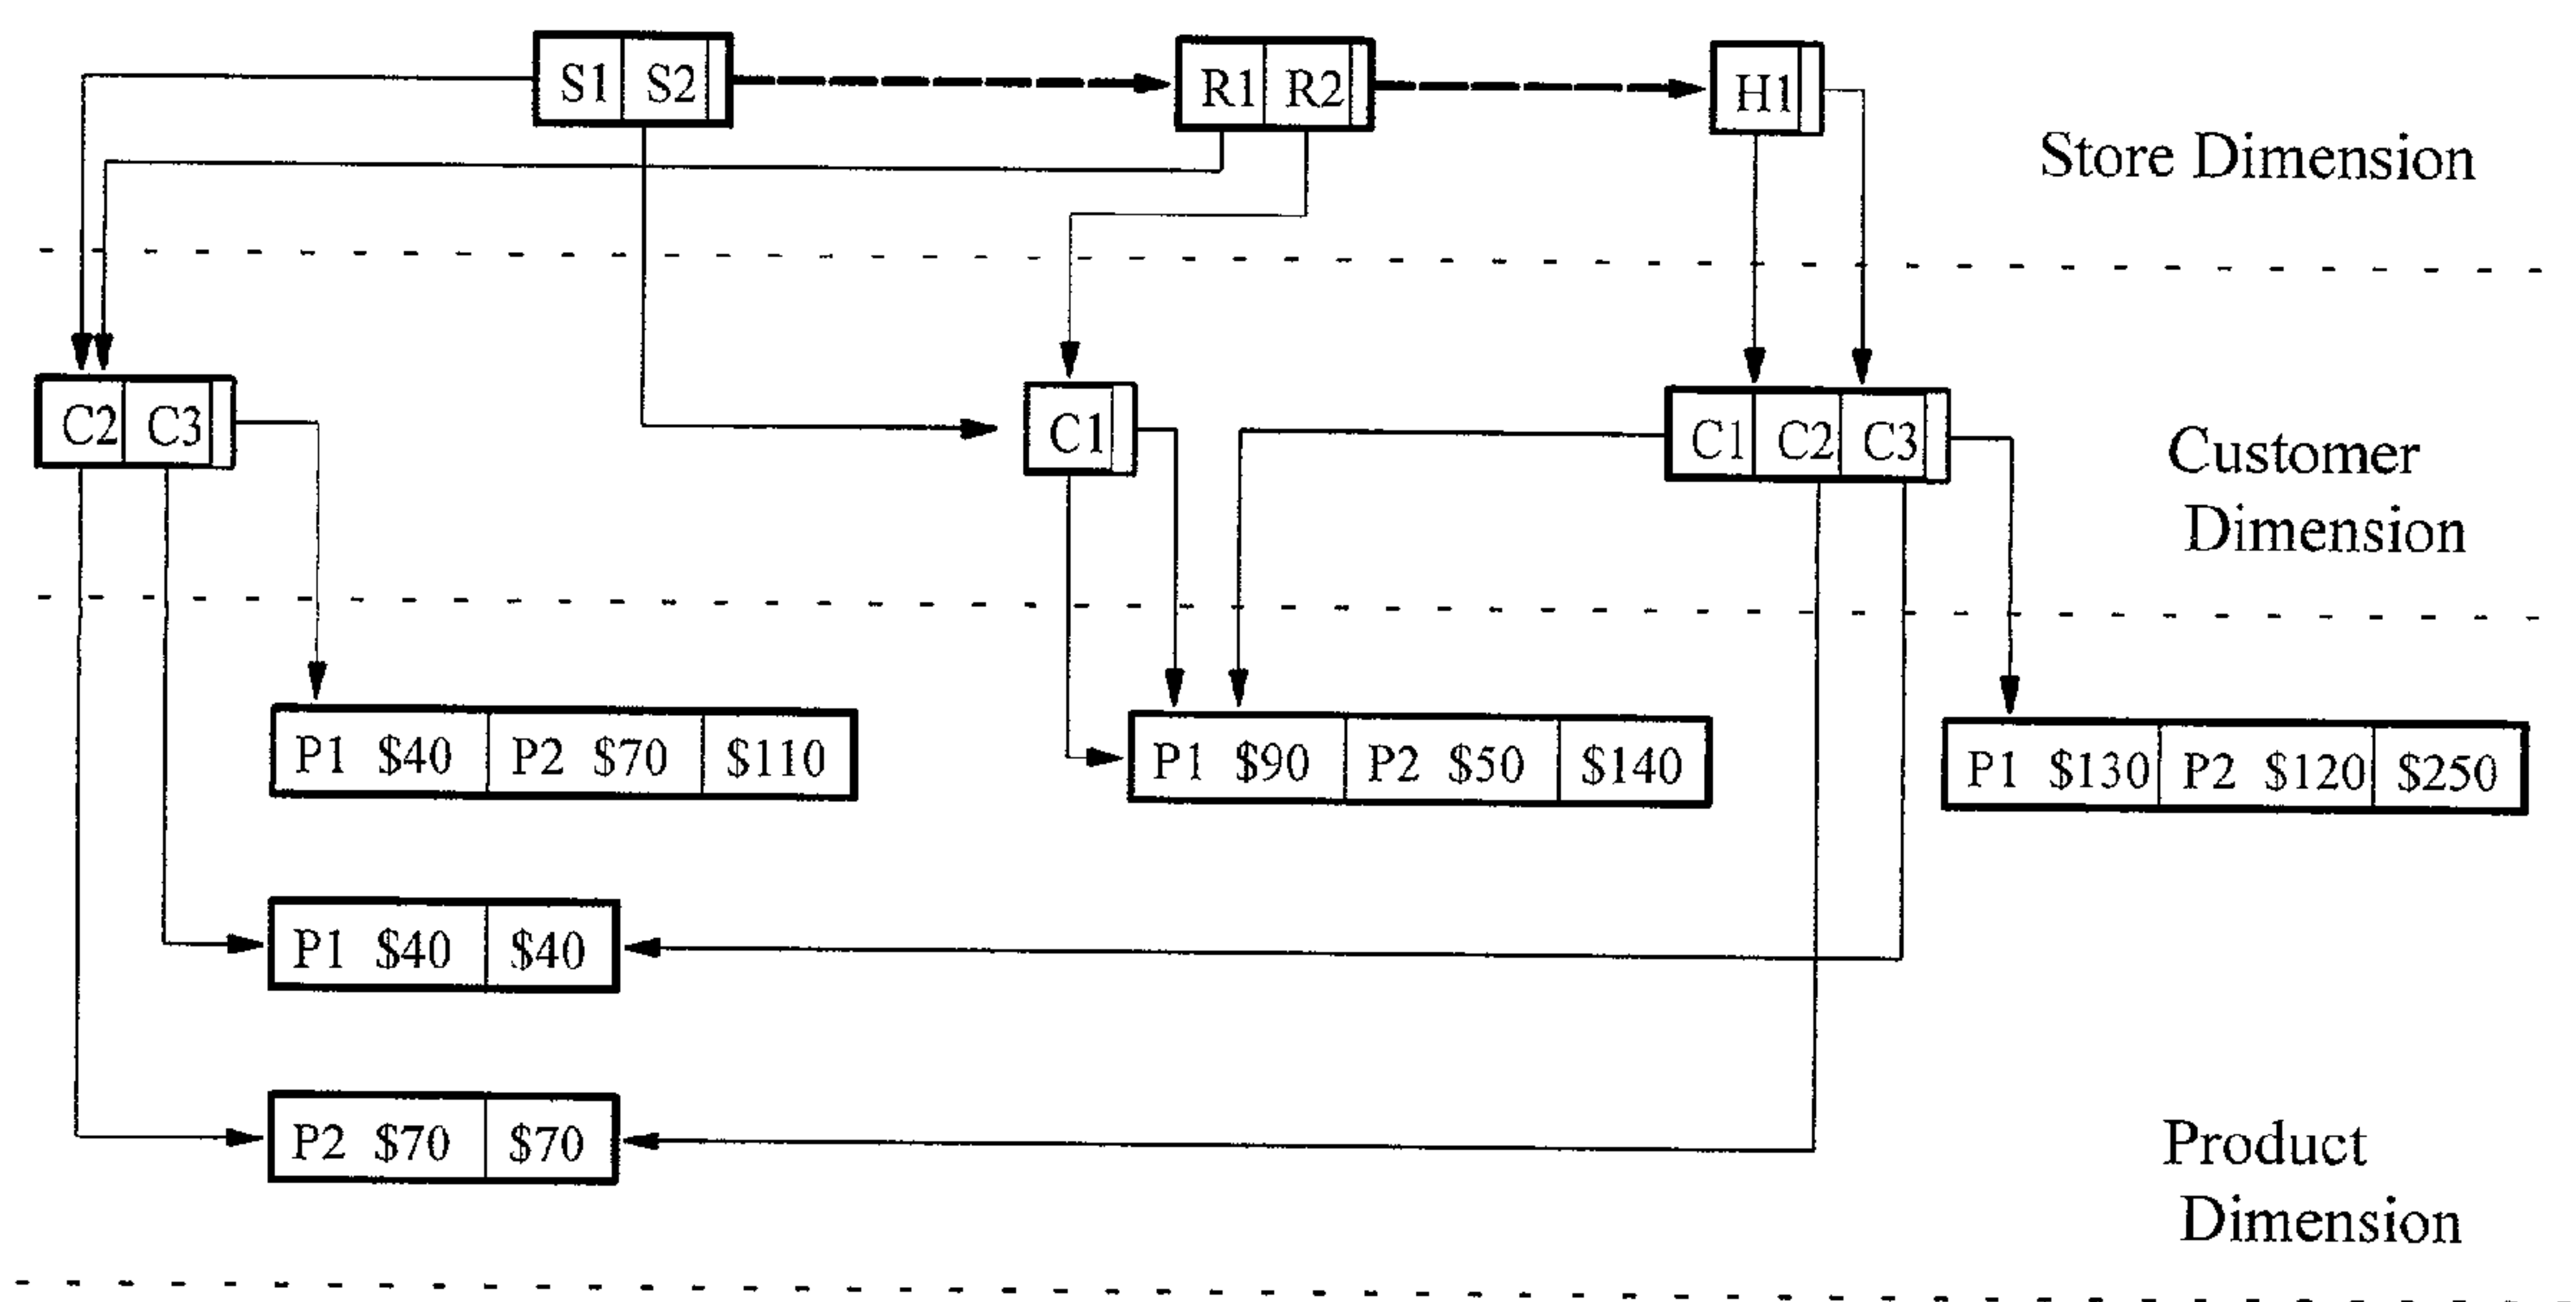 S1 S2 R1 R2 H1
Store Dimension
C2 C3 C1 C1 C2 C3
Customer
Dimension
P1 $40 P2 $70 $110 P1 $90 P2 $50 $140 P1 $130 P2 $120 $250
P1 $40 $40
P2 $70 $70
Product
Dimension